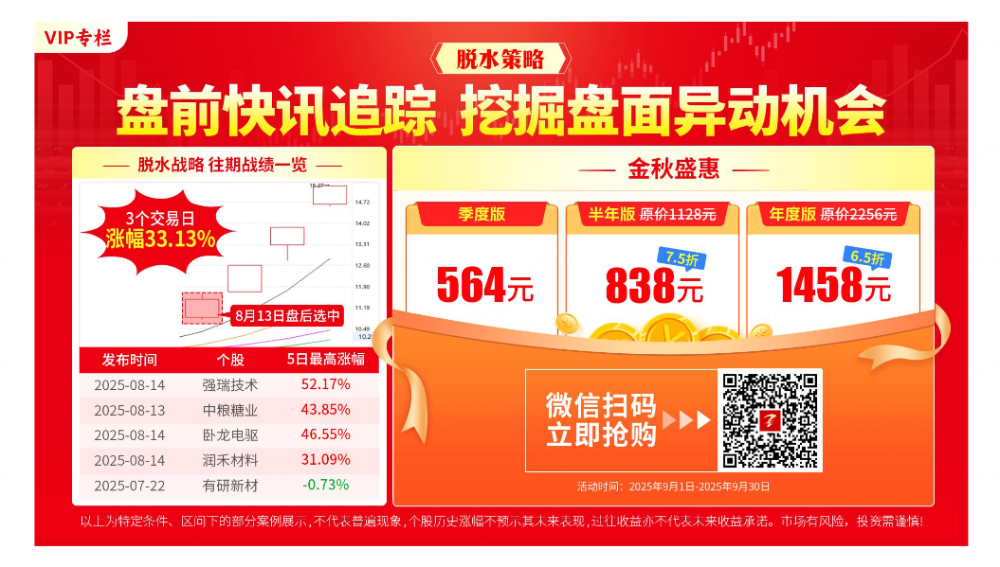 VIP专栏
脱水策略
盘前快讯追踪 挖掘盘面异动机会
脱水战略 往期战绩一览
3个交易日
涨幅33.13%
15.27
14.72
14.02
13.31
12.60
11.90
11.19
10.49
10.2
8月13日盘后选中
发布时间 个股 5日最高涨幅
2025-08-14 强瑞技术 52.17%
2025-08-13 中粮糖业 43.85%
2025-08-14 卧龙电驱 46.55%
2025-08-14 润禾材料 31.09%
2025-07-22 有研新材 -0.73%
金秋盛惠
季度版
564元
半年版 原价1128元
7.5折
838元
年度版 原价2256元
6.5折
1458元
微信扫码
立即抢购
活动时间：2025年9月1日-2025年9月30日
以上为特定条件、区问下的部分案例展示,不代表普遍现象,个股历史涨幅不预示其未来表现,过往收益亦不代表未来收益承诺。市场有风险，投资需谨慎!